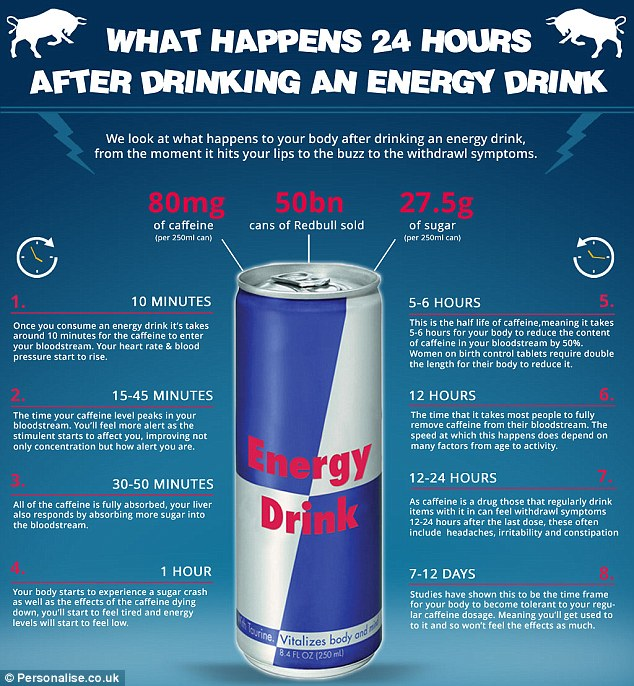 WHAT HAPPENS 24 HOURS
AFTER DRINKING AN ENERGY DRINK
We look at what happens to your body after drinking an energy drink,
from the moment it hits your lips to the buzz to the withdrawl symptoms.
80mg
of caffeine
(per 250ml can)
50bn
cans of Redbull sold
27.5g
of sugar
(per 250ml can)
1.
10 MINUTES
Once you consume an energy drink it's takes
around 10 minutes for the caffeine to enter
your bloodstream. Your heart rate & blood
pressure start to rise.
2.
15-45 MINUTES
The time your caffeine level peaks in your
bloodstream. You'll feel more alert as the
stimulent starts to affect you, improving not
only concentration but how alert you are.
3.
30-50 MINUTES
All of the caffeine is fully absorbed, your liver
also responds by absorbing more sugar into
the bloodstream.
4.
1 HOUR
Your body starts to experience a sugar crash
as well as the effects of the caffeine dying
down, you'll start to feel tired and energy
levels will start to feel low.
Energy
Drink
With Taurine. Vitalizes body and
8.4 FL OZ (250 mL)
5-6 HOURS
5.
This is the half life of caffeine,meaning it takes
5-6 hours for your body to reduce the content
of caffeine in your bloodstream by 50%.
Women on birth control tablets require double
the length for their body to reduce it.
12 HOURS
6.
The time that it takes most people to fully
remove caffeine from their bloodstream. The
speed at which this happens does depend on
many factors from age to activity.
12-24 HOURS
7.
As caffeine is a drug those that regularly drink
items with it in can feel withdrawl symptoms
12-24 hours after the last dose, these often
include headaches, irritability and constipation
7-12 DAYS
8.
Studies have shown this to be the time frame
for your body to become tolerant to your regu-
lar caffeine dosage. Meaning you'll get used to
to it and so won't feel the effects as much.
© Personalise.co.uk